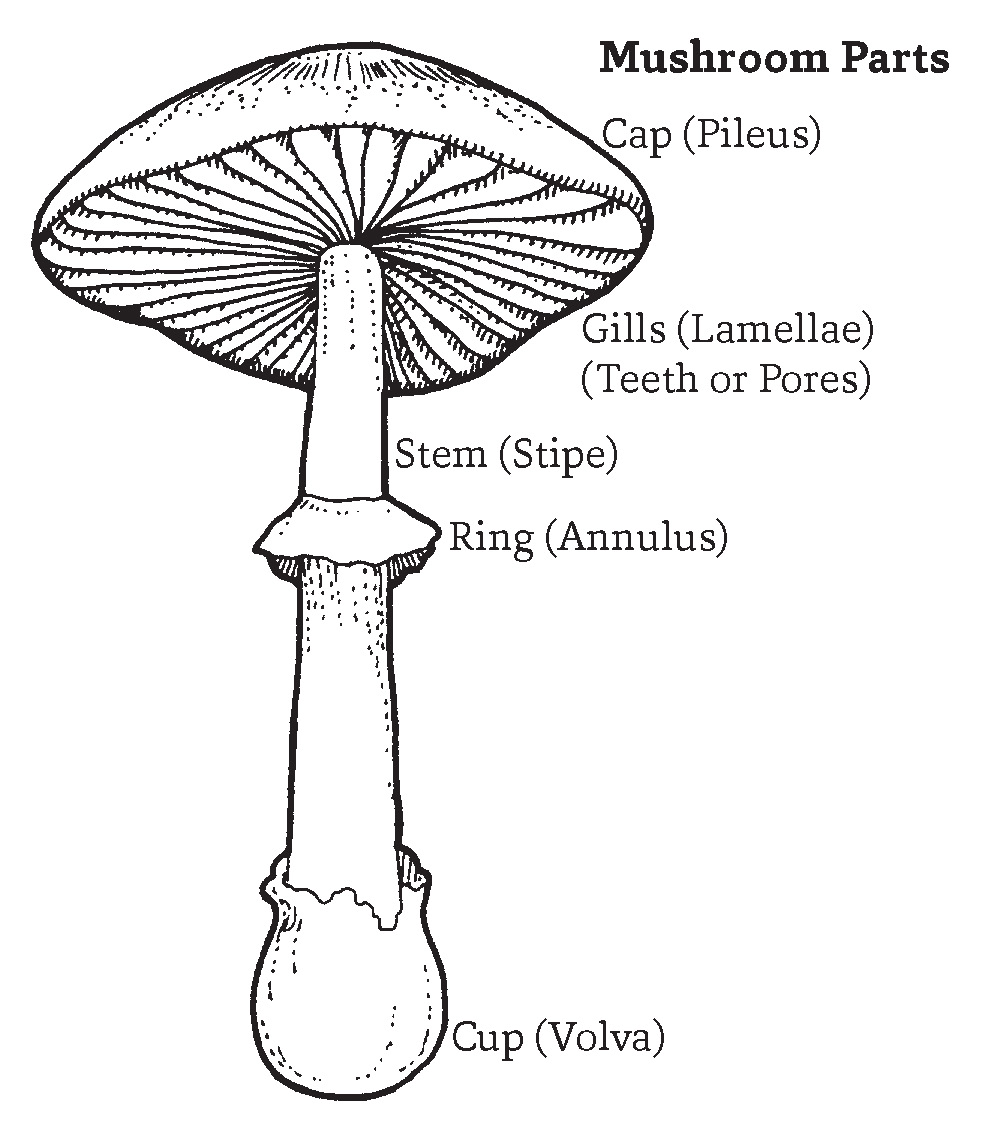 Mushroom Parts
Cap (Pileus)
Gills (Lamellae)
(Teeth or Pores)
Stem (Stipe)
Ring (Annulus)
Cup (Volva)